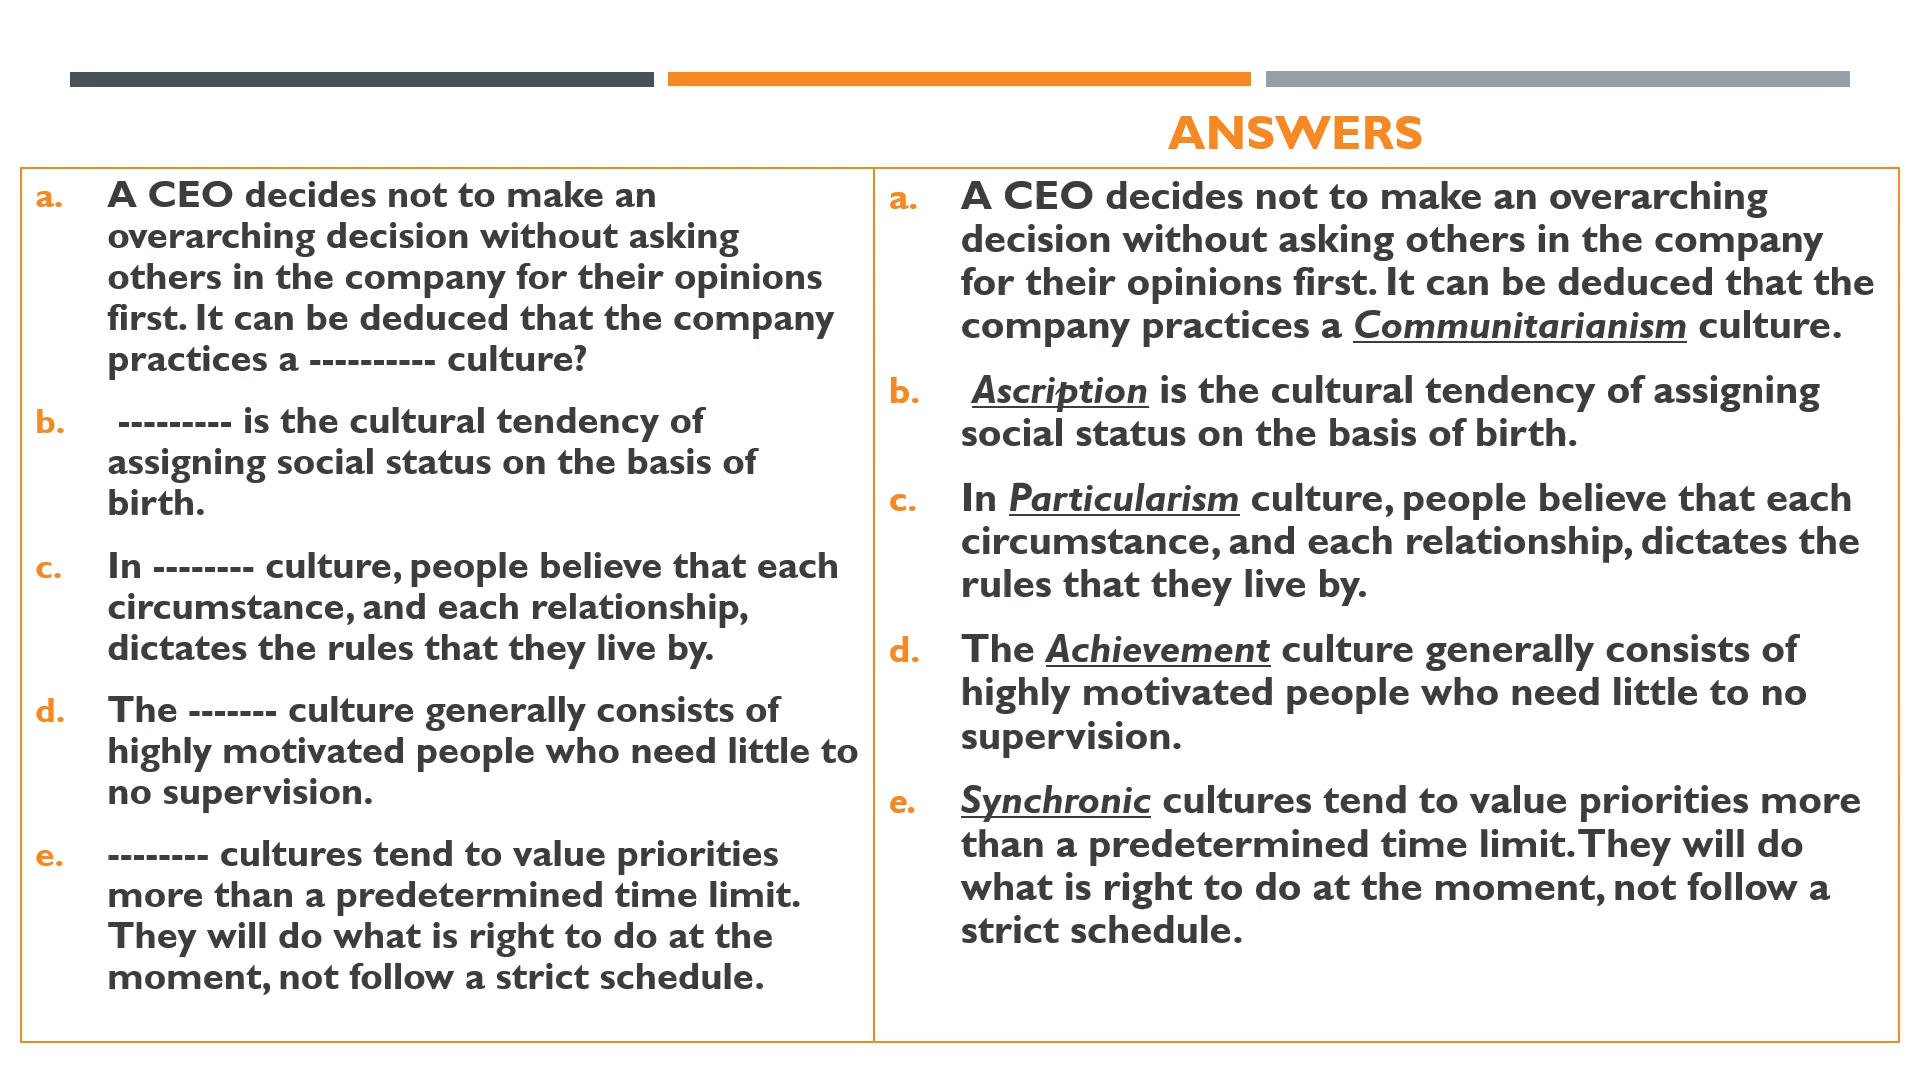 ANSWERS
a. A CEO decides not to make an
overarching decision without asking
others in the company for their opinions
first. It can be deduced that the company
practices a ---------- culture?
b. --------- is the cultural tendency of
assigning social status on the basis of
birth.
c. In -------- culture, people believe that each
circumstance, and each relationship,
dictates the rules that they live by.
d. The ------- culture generally consists of
highly motivated people who need little to
no supervision.
e. -------- cultures tend to value priorities
more than a predetermined time limit.
They will do what is right to do at the
moment, not follow a strict schedule.
a. A CEO decides not to make an overarching
decision without asking others in the company
for their opinions first. It can be deduced that the
company practices a Communitarianism culture.
b. Ascription is the cultural tendency of assigning
social status on the basis of birth.
c. In Particularism culture, people believe that each
circumstance, and each relationship, dictates the
rules that they live by.
d. The Achievement culture generally consists of
highly motivated people who need little to no
supervision.
e. Synchronic cultures tend to value priorities more
than a predetermined time limit. They will do
what is right to do at the moment, not follow a
strict schedule.